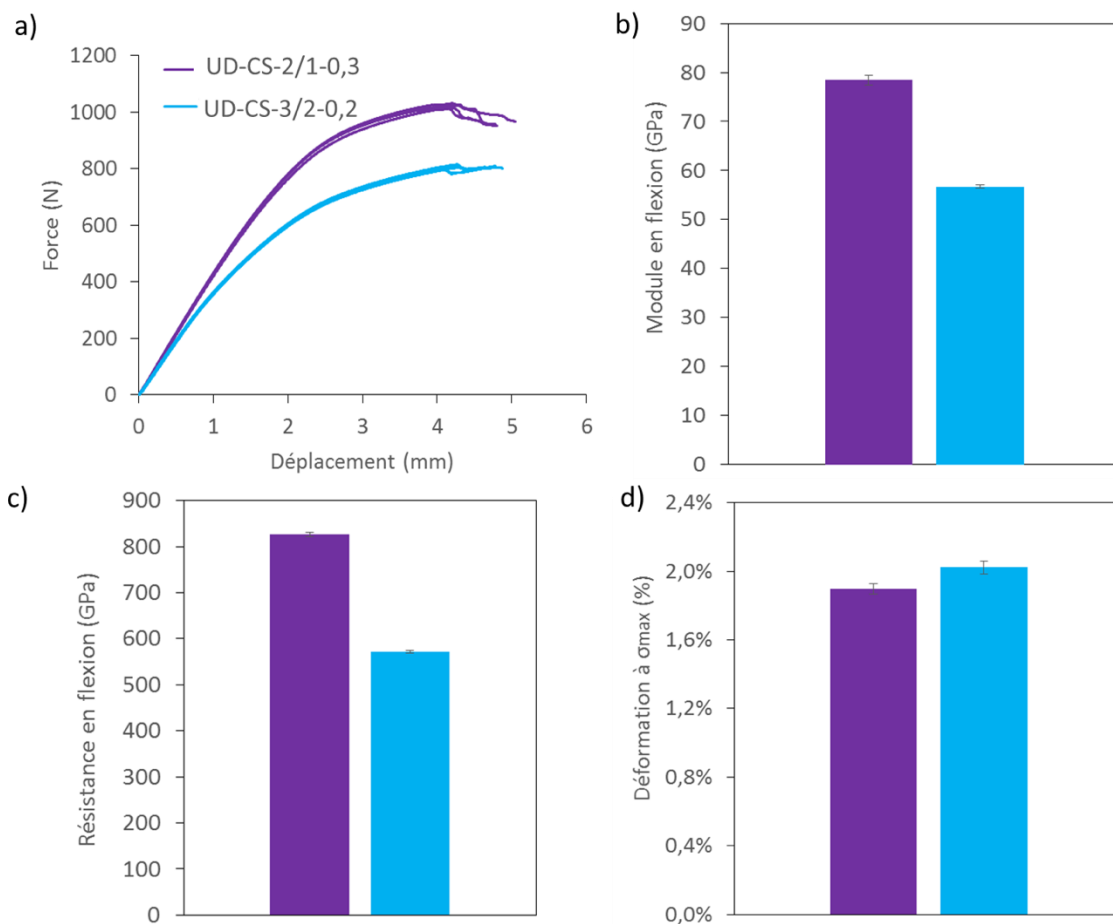 a)
1200
1000
800
600
400
200
0
Force (N)
UD-CS-2/1-0,3
UD-CS-3/2-0,2
0 1 2 3 4 5 6
Déplacement (mm)
b)
90
80
70
60
50
40
30
20
10
0
Module en flexion (GPa)
c)
900
800
700
600
500
400
300
200
100
0
Résistance en flexion (GPa)
d)
2,4%
2,0%
1,6%
1,2%
0,8%
0,4%
0,0%
Déformation à σmax (%)